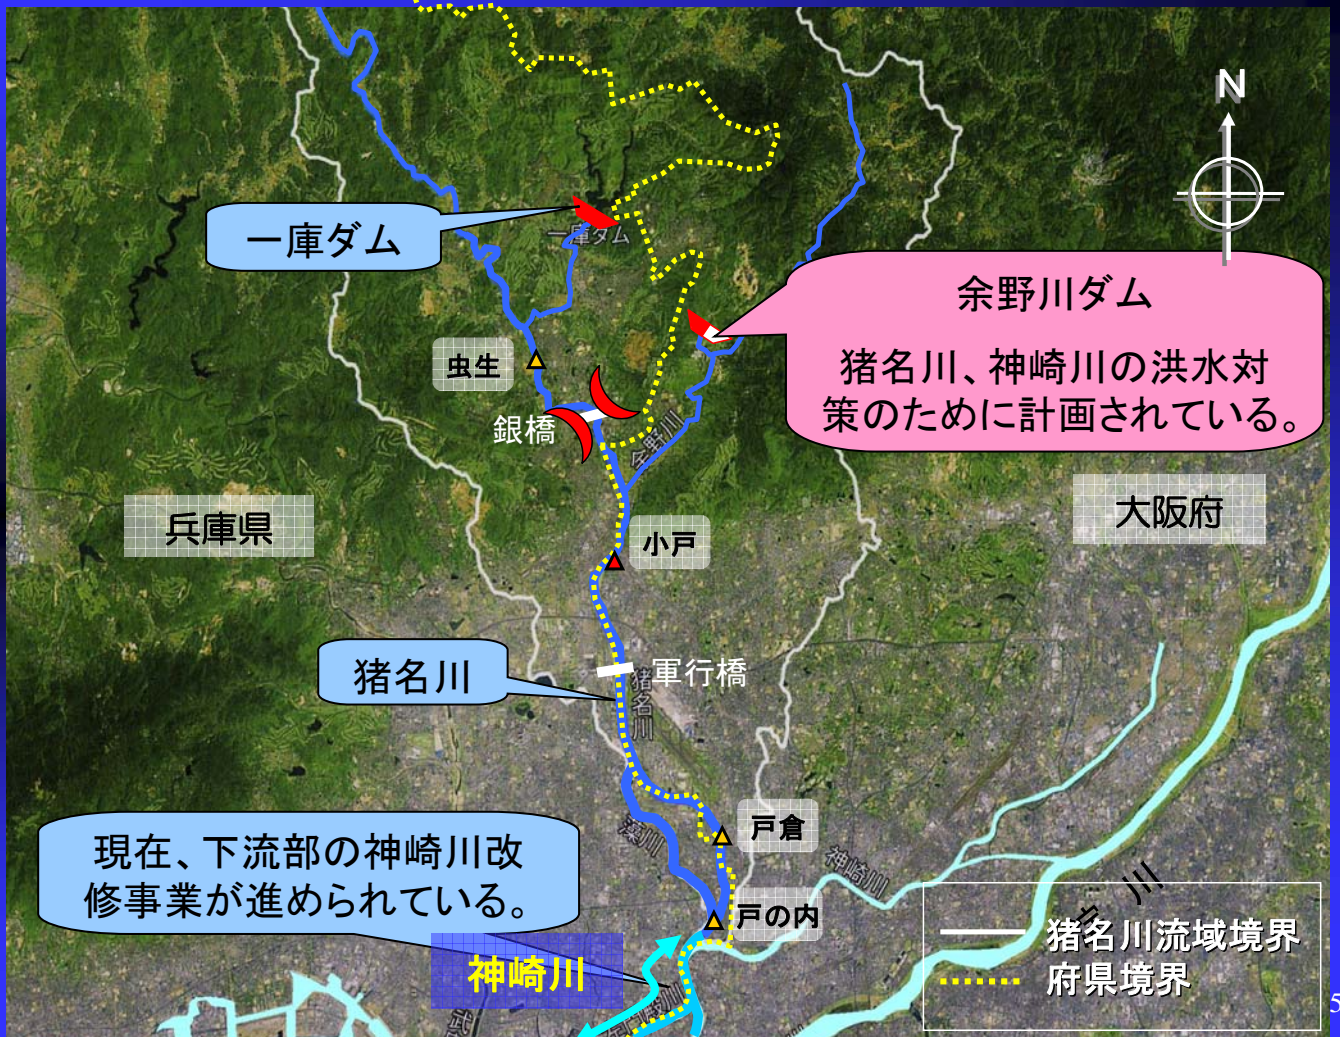 N
一庫ダム
一庫ダム
余野川ダム
猪名川、神崎川の洪水対
策のために計画されている。
虫生
銀橋
余野川
兵庫県
大阪府
小戸
猪名川
軍行橋
猪名川
現在、下流部の神崎川改
修事業が進められている。
藻川
戸倉
神崎川
戸の内
川
神崎川
猪名川流域境界
府県境界
5